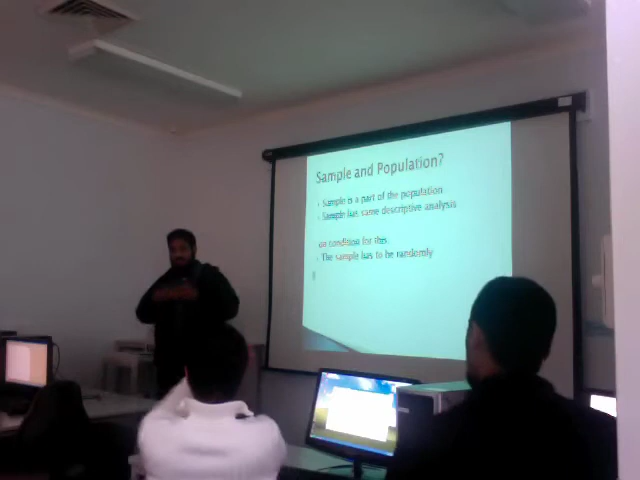 Sample and Population?
Sample is a part of the population
Sample has same descriptive analysis
on condition for this
The sample has to be randomly